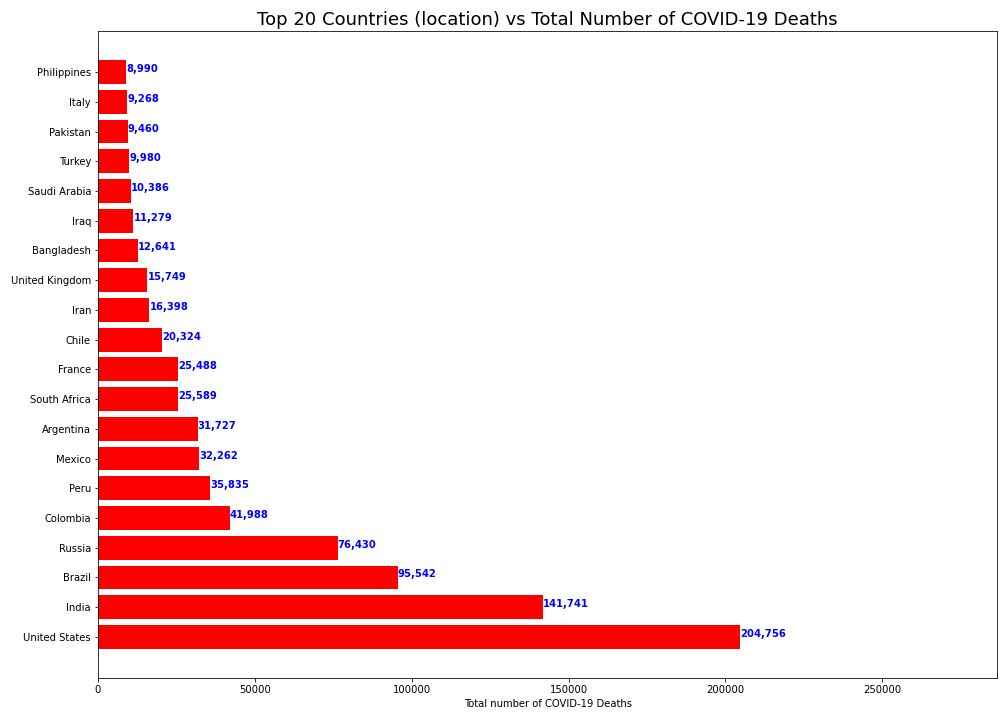 Top 20 Countries (location) vs Total Number of COVID-19 Deaths
Philippines 8,990
Italy 9,268
Pakistan 9,460
Turkey 9,980
Saudi Arabia 10,386
Iraq 11,279
Bangladesh 12,641
United Kingdom 15,749
Iran 16,398
Chile 20,324
France 25,488
South Africa 25,589
Argentina 31,727
Mexico 32,262
Peru 35,835
Colombia 41,988
Russia 76,430
Brazil 95,542
India 141,741
United States 204,756
0 50000 100000 150000 200000 250000
Total number of COVID-19 Deaths